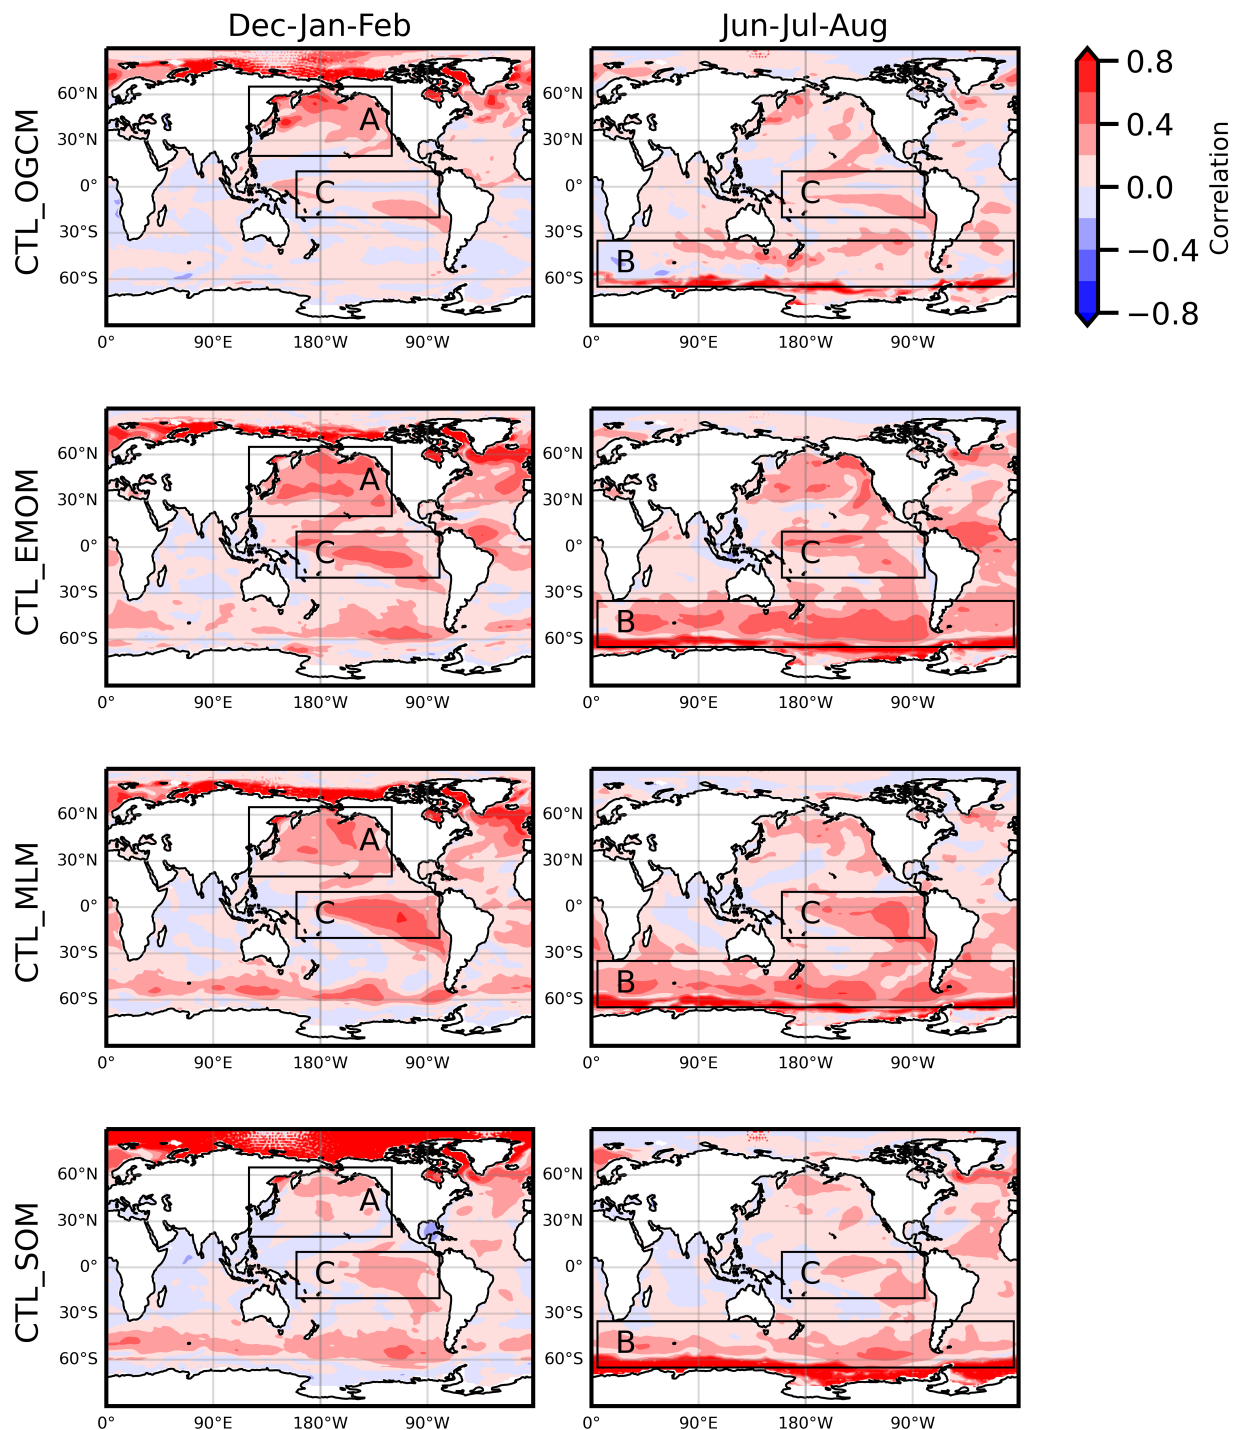 Dec-Jan-Feb
Jun-Jul-Aug
CTL_OGCM
60°N
30°N
0°
30°S
60°S
A
C
0°
90°E
180°W
90°W
60°N
30°N
0°
30°S
60°S
C
B
0°
90°E
180°W
90°W
0.8
0.4
0.0
−0.4
−0.8
Correlation
CTL_EMOM
60°N
30°N
0°
30°S
60°S
A
C
0°
90°E
180°W
90°W
60°N
30°N
0°
30°S
60°S
C
B
0°
90°E
180°W
90°W
CTL_MLM
60°N
30°N
0°
30°S
60°S
A
C
0°
90°E
180°W
90°W
60°N
30°N
0°
30°S
60°S
C
B
0°
90°E
180°W
90°W
CTL_SOM
60°N
30°N
0°
30°S
60°S
A
C
0°
90°E
180°W
90°W
60°N
30°N
0°
30°S
60°S
C
B
0°
90°E
180°W
90°W